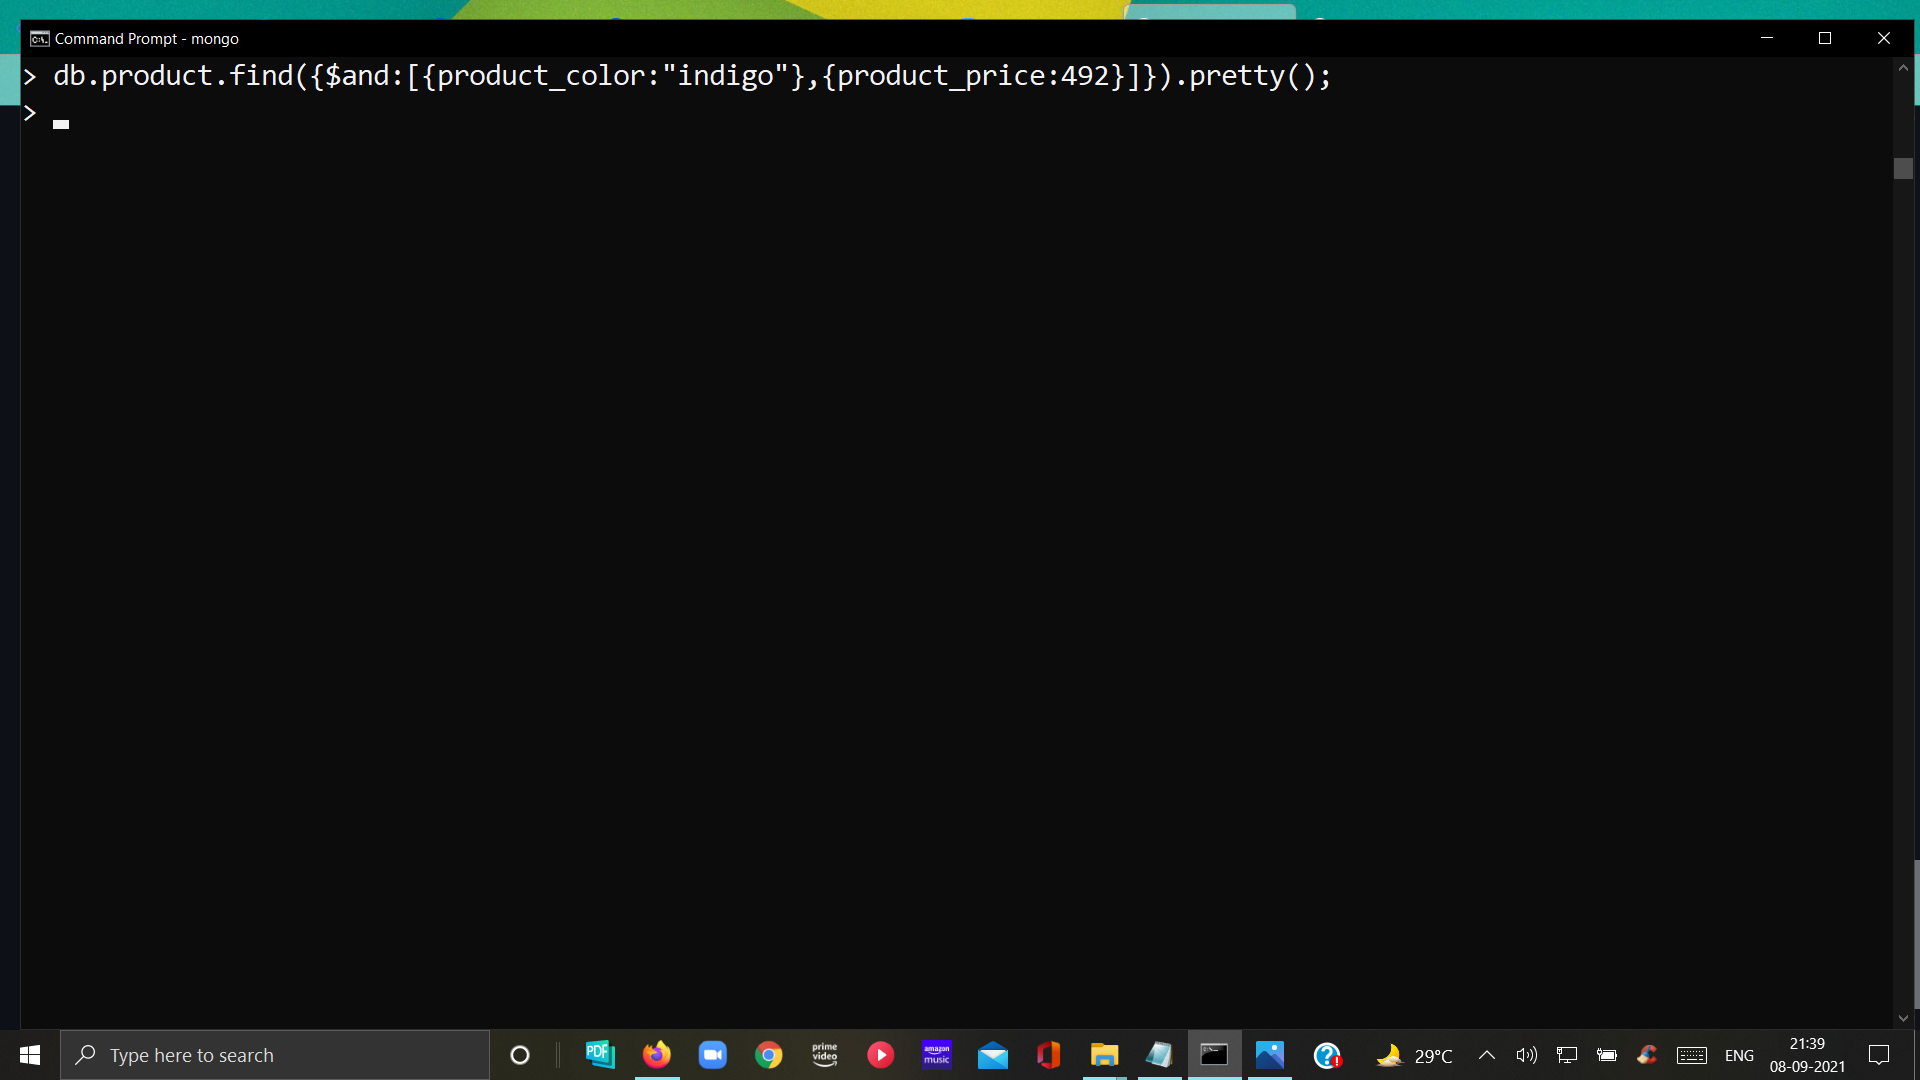 Command Prompt - mongo
> db.product.find({$and:[{product_color:"indigo"},{product_price:492}]}).pretty();
>
Type here to search
PDF
prime video
amazon music
29°C
ENG
21:39
08-09-2021